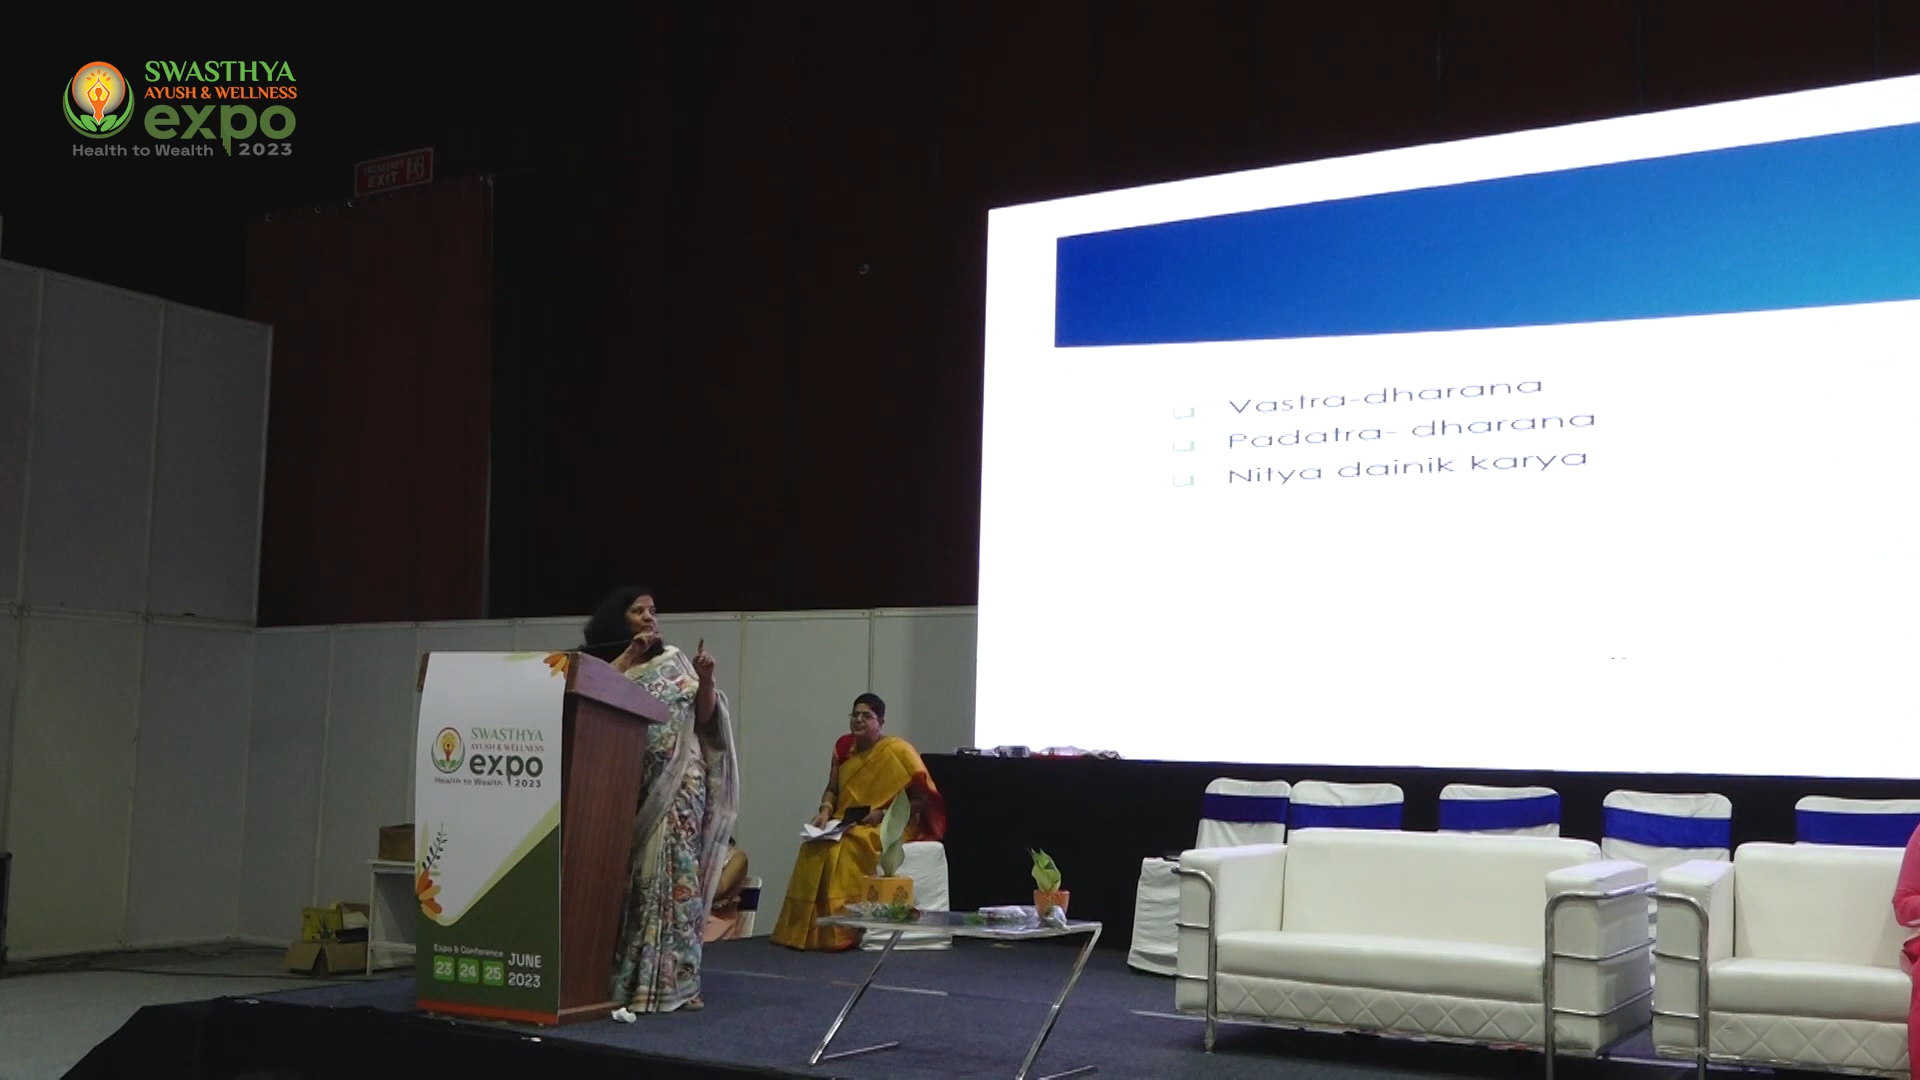 SWASTHYA
AYUSH & WELLNESS
expo
Health to Wealth 2023
EMERGENCY
EXIT
Vastra-dharana
Padatra- dharana
Nitya dainik karya
SWASTHYA
AYUSH & WELLNESS
expo
Health to Wealth 2023
Expo & Conference
23 24 25 JUNE
2023